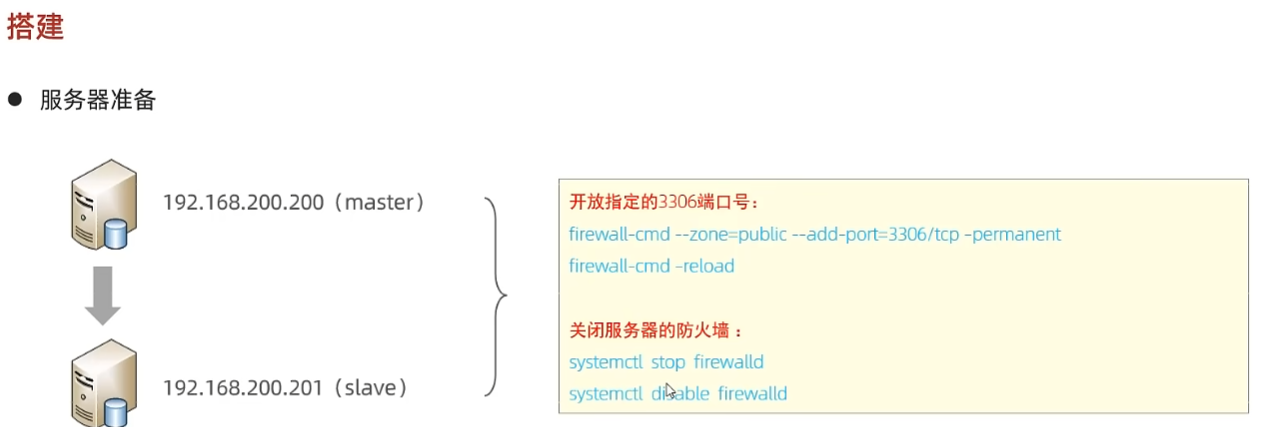 搭建
● 服务器准备
192.168.200.200（master）
192.168.200.201（slave）
开放指定的3306端口号：
firewall-cmd --zone=public --add-port=3306/tcp -permanent
firewall-cmd -reload
关闭服务器的防火墙：
systemctl stop firewalld
systemctl disable firewalld